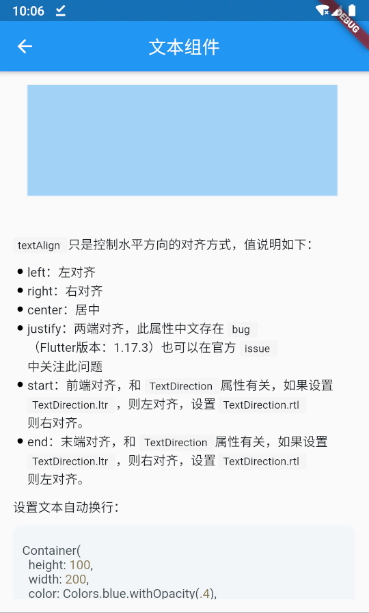 10:06
DEBUG
文本组件
textAlign 只是控制水平方向的对齐方式，值说明如下：
left：左对齐
right：右对齐
center：居中
justify：两端对齐，此属性中文存在 bug
（Flutter版本：1.17.3）也可以在官方 issue
中关注此问题
start：前端对齐，和 TextDirection 属性有关，如果设置
TextDirection.ltr ，则左对齐，设置 TextDirection.rtl
则右对齐。
end：末端对齐，和 TextDirection 属性有关，如果设置
TextDirection.ltr ，则右对齐，设置 TextDirection.rtl
则左对齐。
设置文本自动换行：
Container(
height: 100,
width: 200,
color: Colors.blue.withOpacity(.4),